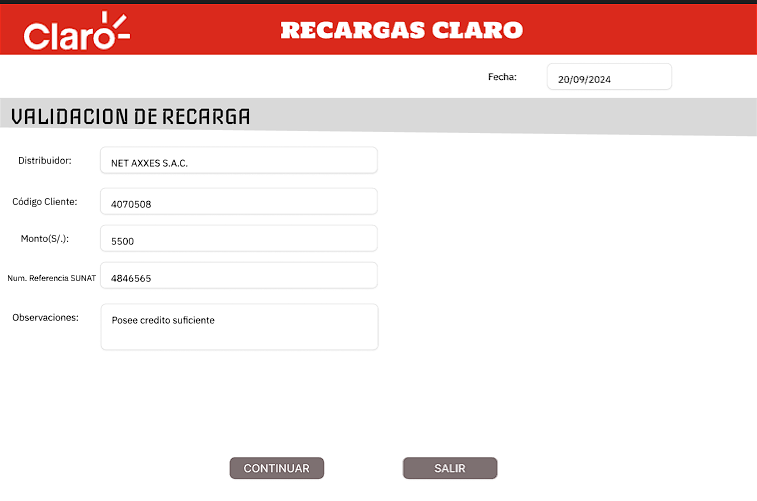 Claro
RECARGAS CLARO
Fecha: 20/09/2024
VALIDACION DE RECARGA
Distribuidor: NET AXXES S.A.C.
Código Cliente: 4070508
Monto(S/.): 5500
Num. Referencia SUNAT 4846565
Observaciones: Posee credito suficiente
CONTINUAR SALIR